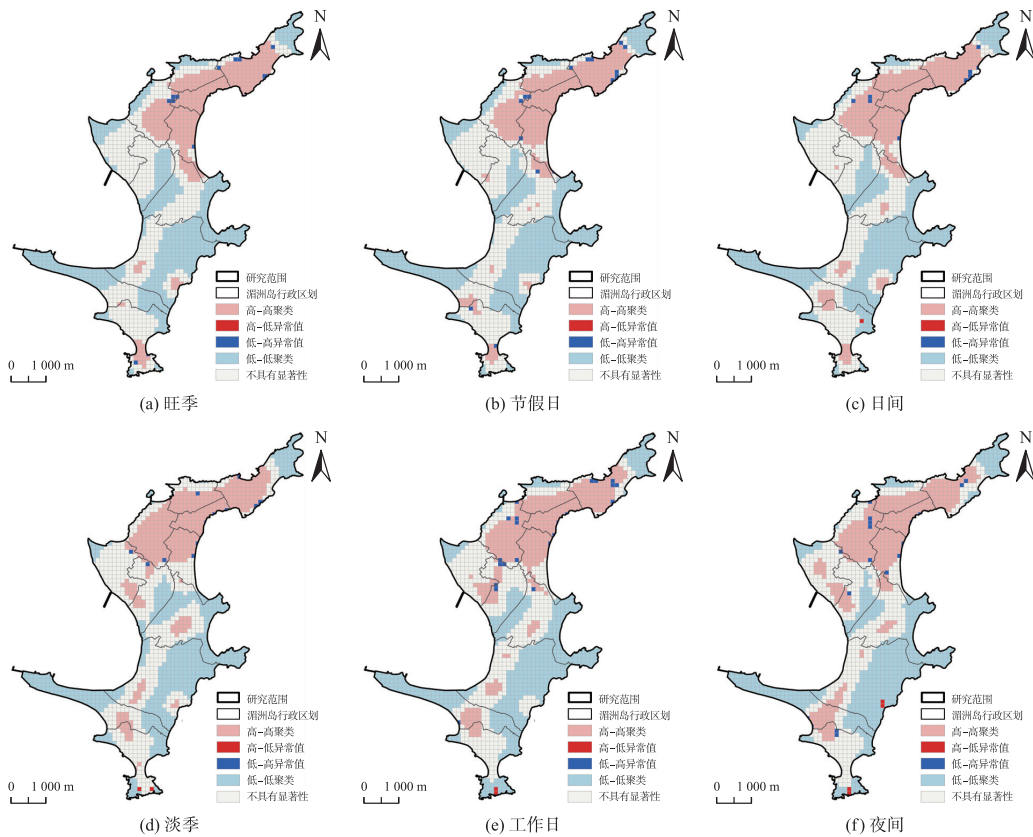 N
研究范围
湄洲岛行政区划
高-高聚类
高-低异常值
低-高异常值
低-低聚类
不具有显著性
0 1 000 m
(a) 旺季
N
研究范围
湄洲岛行政区划
高-高聚类
高-低异常值
低-高异常值
低-低聚类
不具有显著性
0 1 000 m
(b) 节假日
N
研究范围
湄洲岛行政区划
高-高聚类
高-低异常值
低-高异常值
低-低聚类
不具有显著性
0 1 000 m
(c) 日间
N
研究范围
湄洲岛行政区划
高-高聚类
高-低异常值
低-高异常值
低-低聚类
不具有显著性
0 1 000 m
(d) 淡季
N
研究范围
湄洲岛行政区划
高-高聚类
高-低异常值
低-高异常值
低-低聚类
不具有显著性
0 1 000 m
(e) 工作日
N
研究范围
湄洲岛行政区划
高-高聚类
高-低异常值
低-高异常值
低-低聚类
不具有显著性
0 1 000 m
(f) 夜间